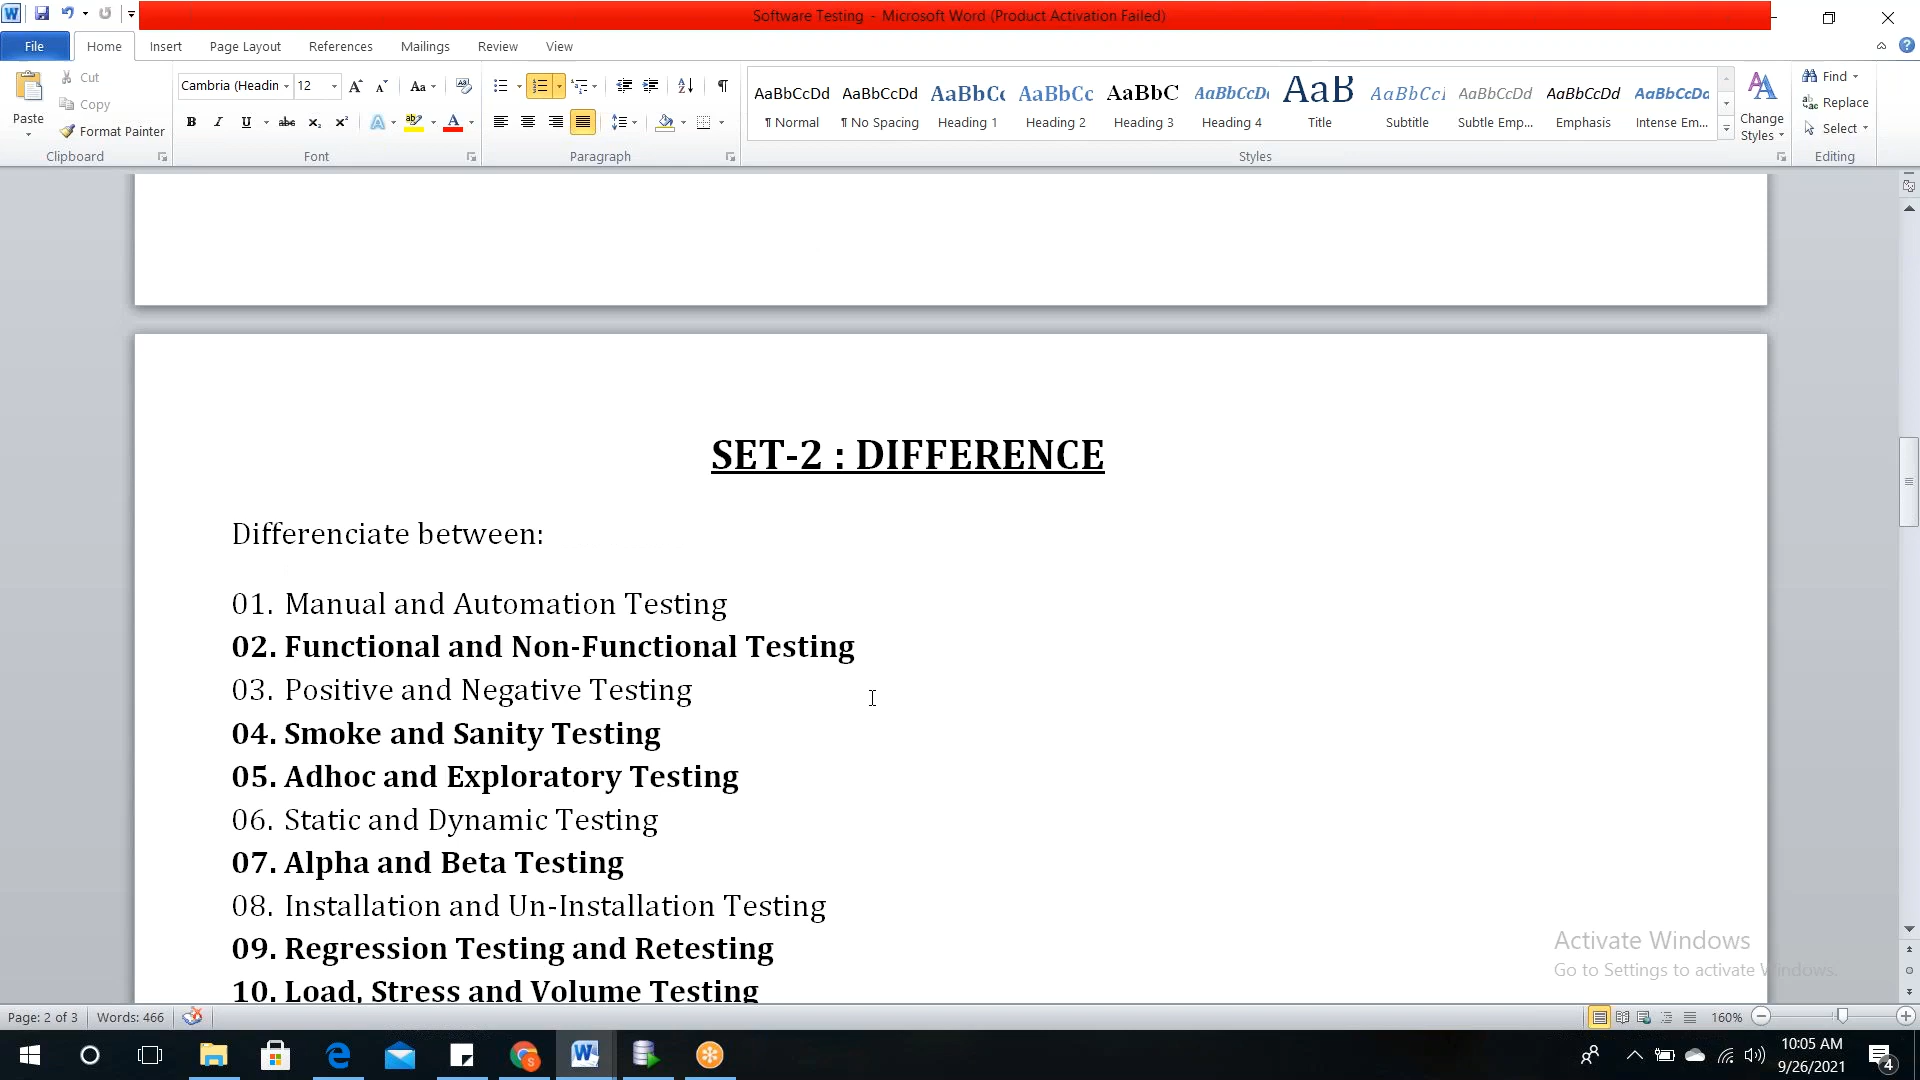 Software Testing - Microsoft Word (Product Activation Failed)
File Home Insert Page Layout References Mailings Review View
Paste
Cut
Copy
Format Painter
Clipboard
Cambria (Headin 12
Font
Paragraph
AaBbCcDd AaBbCcDd AaBbCc AaBbCc AaBbC AaBbCcDd AaB AaBbCcI AaBbCcDd AaBbCcDd AaBbCcDd
¶ Normal ¶ No Spacing Heading 1 Heading 2 Heading 3 Heading 4 Title Subtitle Subtle Emp... Emphasis Intense Em...
Styles
Change
Styles
Find
Replace
Select
Editing
SET-2 : DIFFERENCE
Differenciate between:
01. Manual and Automation Testing
02. Functional and Non-Functional Testing
03. Positive and Negative Testing
04. Smoke and Sanity Testing
05. Adhoc and Exploratory Testing
06. Static and Dynamic Testing
07. Alpha and Beta Testing
08. Installation and Un-Installation Testing
09. Regression Testing and Retesting
10. Load, Stress and Volume Testing
Activate Windows
Go to Settings to activate Windows.
Page: 2 of 3 Words: 466
160%
10:05 AM
9/26/2021
4